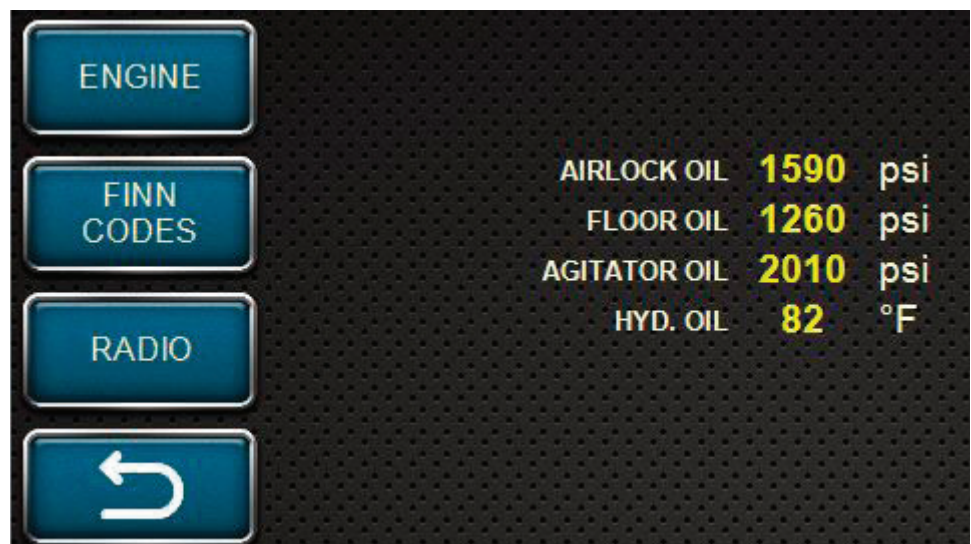 ENGINE
FINN
CODES
RADIO
AIRLOCK OIL 1590 psi
FLOOR OIL 1260 psi
AGITATOR OIL 2010 psi
HYD. OIL 82 °F